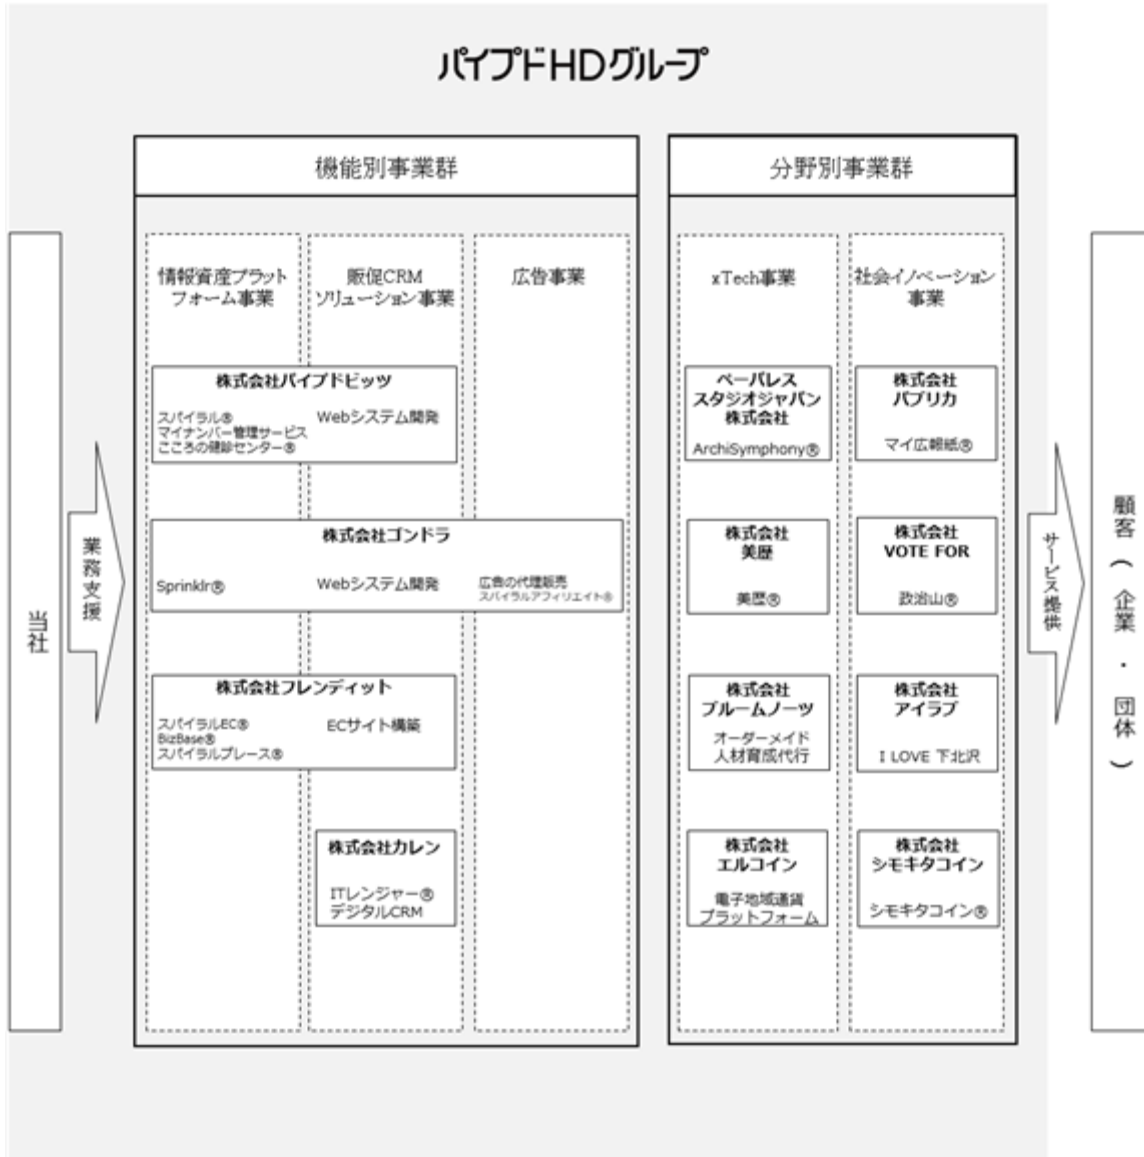 パイプドHDグループ
機能別事業群
分野別事業群
情報資産プラット
フォーム事業
販促CRM
ソリューション事業
広告事業
xTech事業
社会イノベーション
事業
当社
業務支援
株式会社パイプドビッツ
スパイラル®
マイナンバー管理サービス
こころの健診センター®
Webシステム開発
株式会社ゴンドラ
Sprinklr®
Webシステム開発
広告の代理販売
スパイラルアフィリエイト®
株式会社フレンディット
スパイラルEC®
BizBase®
スパイラルプレース®
ECサイト構築
株式会社カレン
ITレンジャー®
デジタルCRM
ペーパレス
スタジオジャパン
株式会社
ArchiSymphony®
株式会社
パブリカ
マイ広報紙®
株式会社
美歴
美歴®
株式会社
VOTE FOR
政治山®
株式会社
ブルームノーツ
オーダーメイド
人材育成代行
株式会社
アイラブ
I LOVE 下北沢
株式会社
エルコイン
電子地域通貨
プラットフォーム
株式会社
シモキタコイン
シモキタコイン®
サービス提供
顧客（企業・団体）